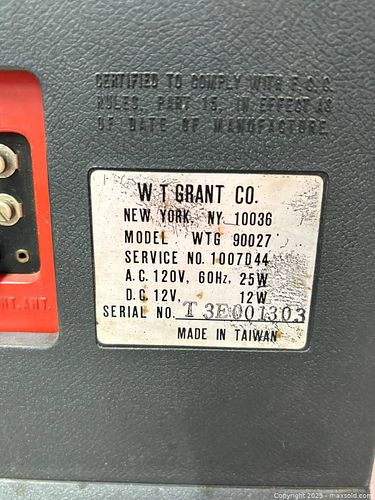 CERTIFIED TO COMPLY WITH F.C.C.
RULES, PART 15, IN EFFECT AS
OF DATE OF MANUFACTURE.
W T GRANT CO.
NEW YORK, NY 10036
MODEL WTG 90027
SERVICE NO. 1007D44
A.C. 120V, 60Hz, 25W
D.C. 12V, 12W
SERIAL NO. T 3E001303
MADE IN TAIWAN
NT. ANT.
Copyright © 2025 - maxsold.com